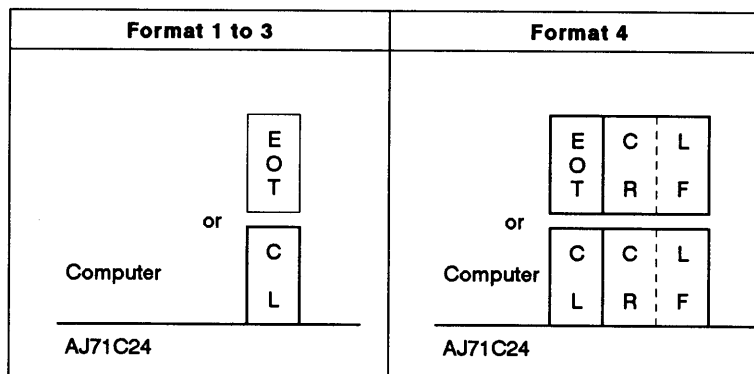 Format 1 to 3
E
O
T
or
C
L
Computer
AJ71C24
Format 4
E C L
O
T R F
or
C C L
Computer
L R F
AJ71C24